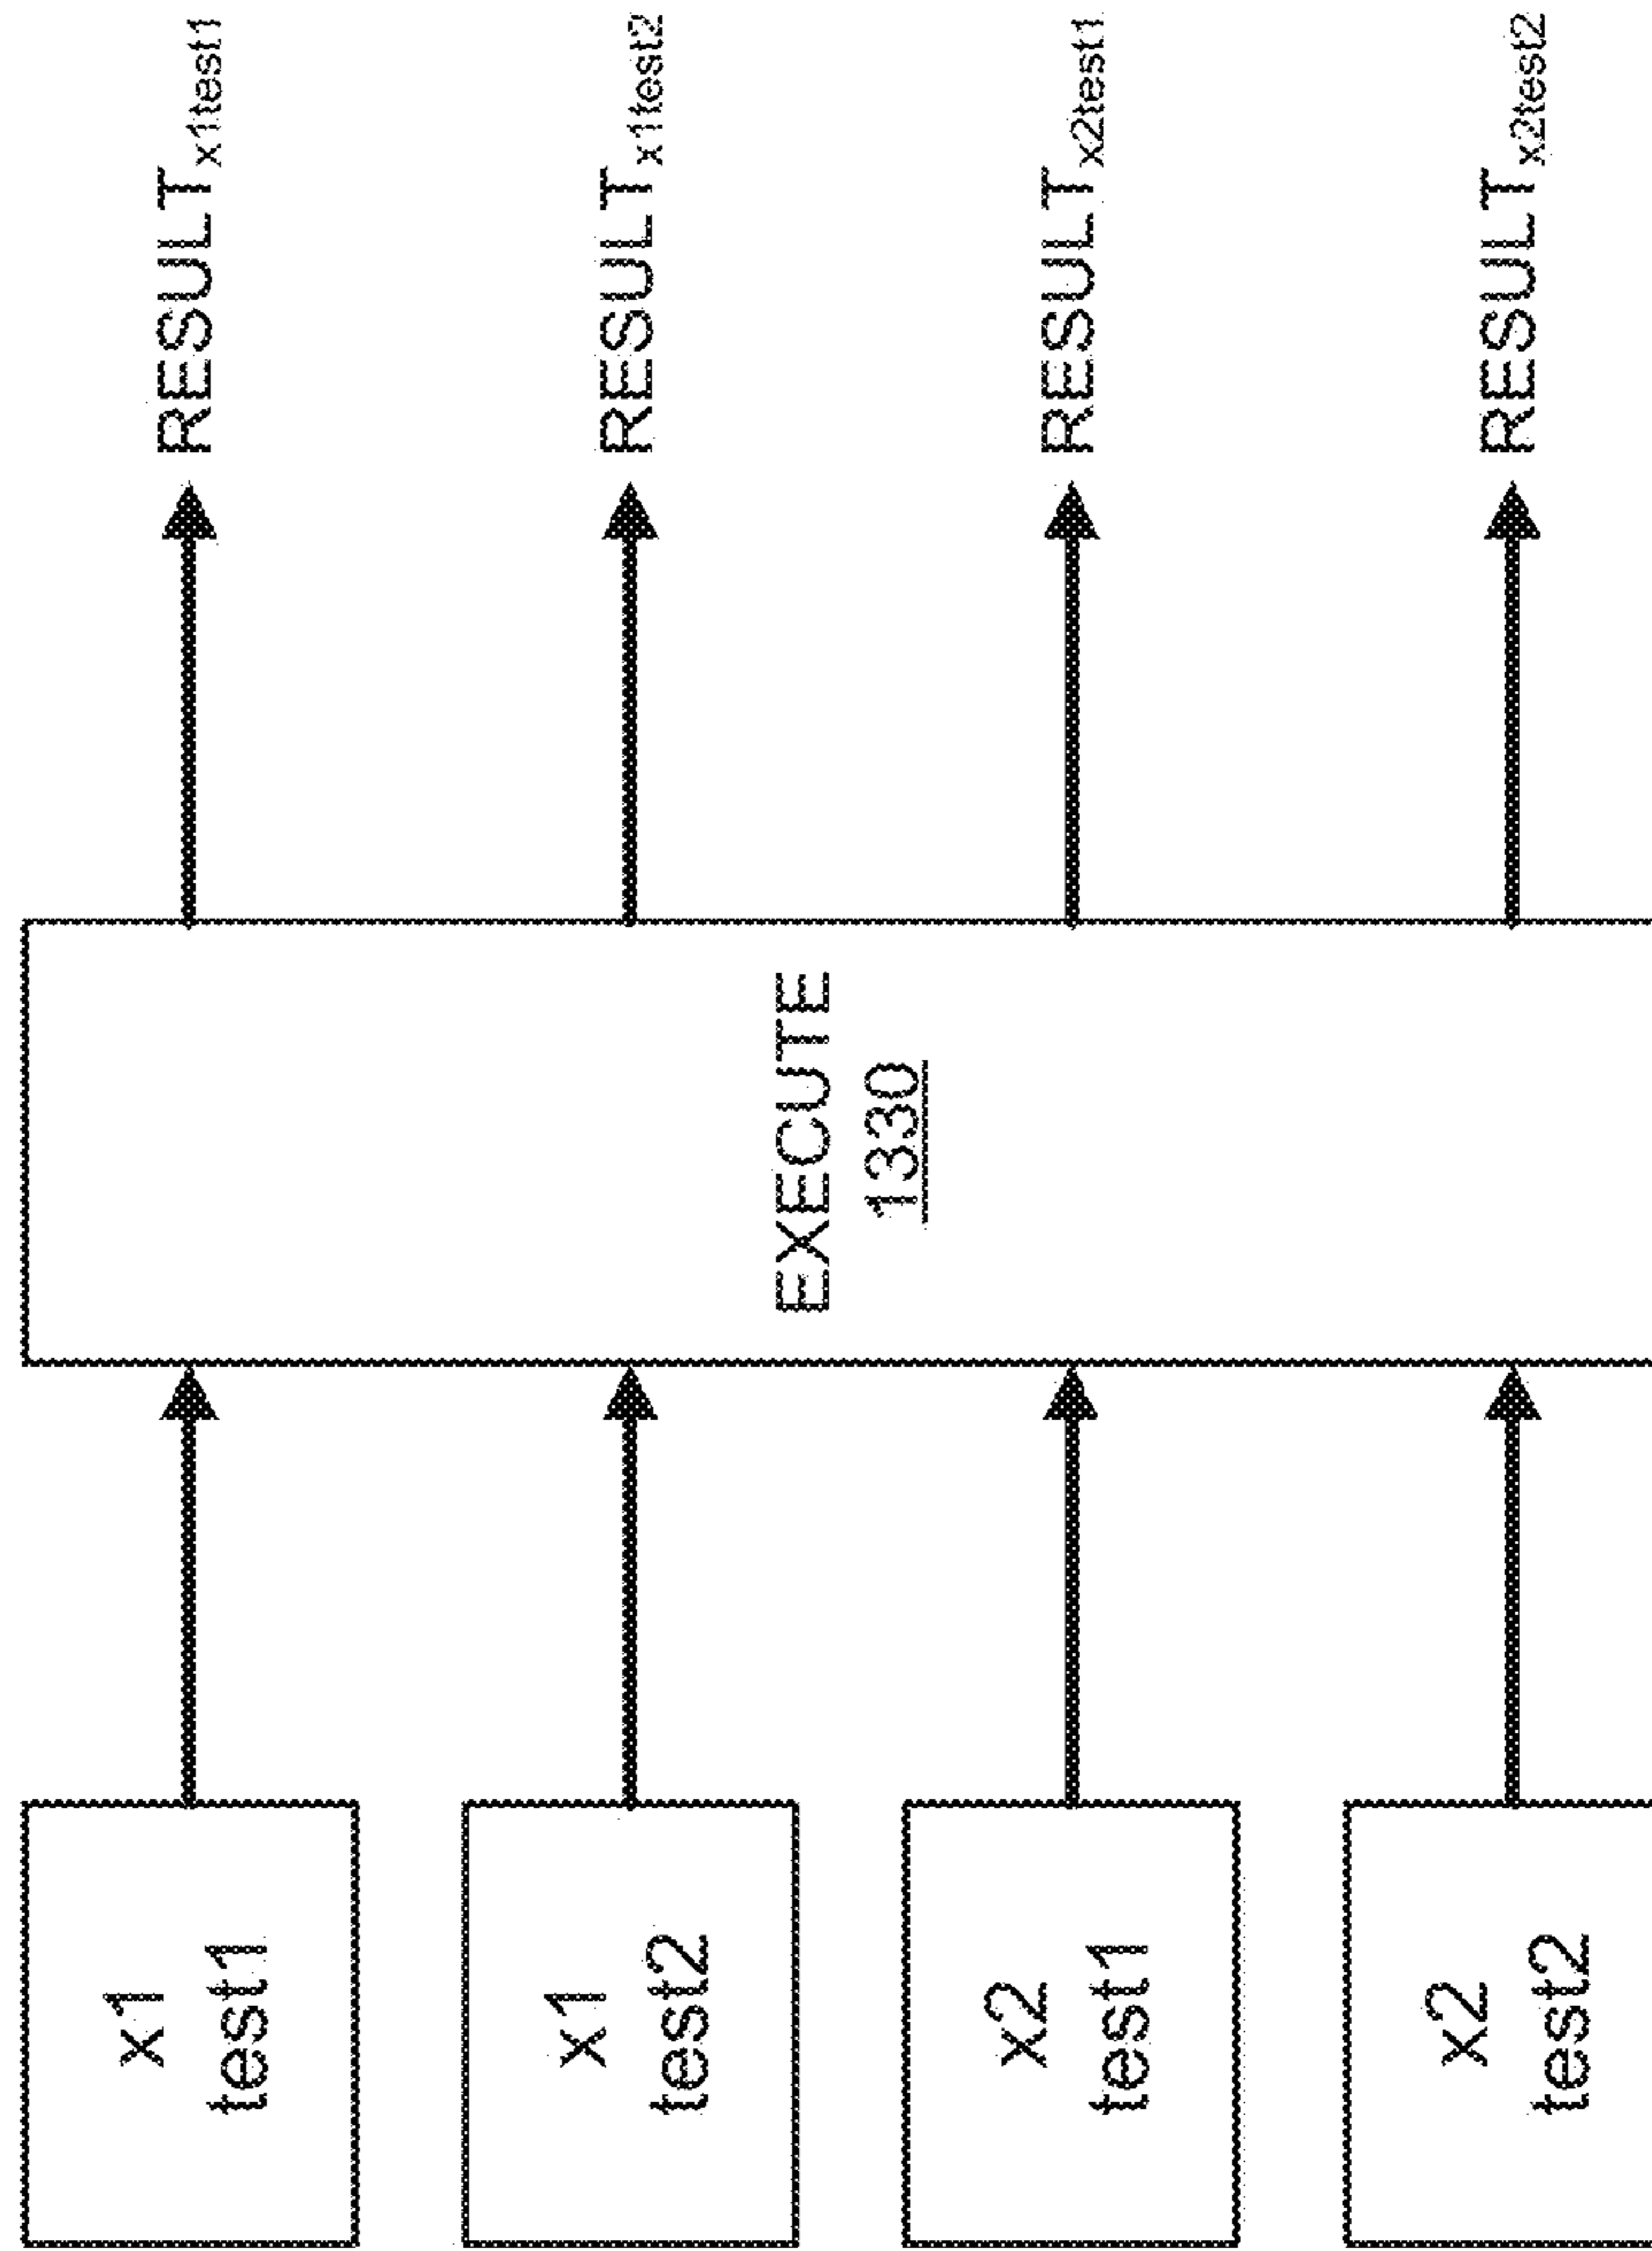 x1
test1
x1
test2
x2
test1
x2
test2
EXECUTE
1330
RESULTx1test1
RESULTx1test2
RESULTx2test1
RESULTx2test2